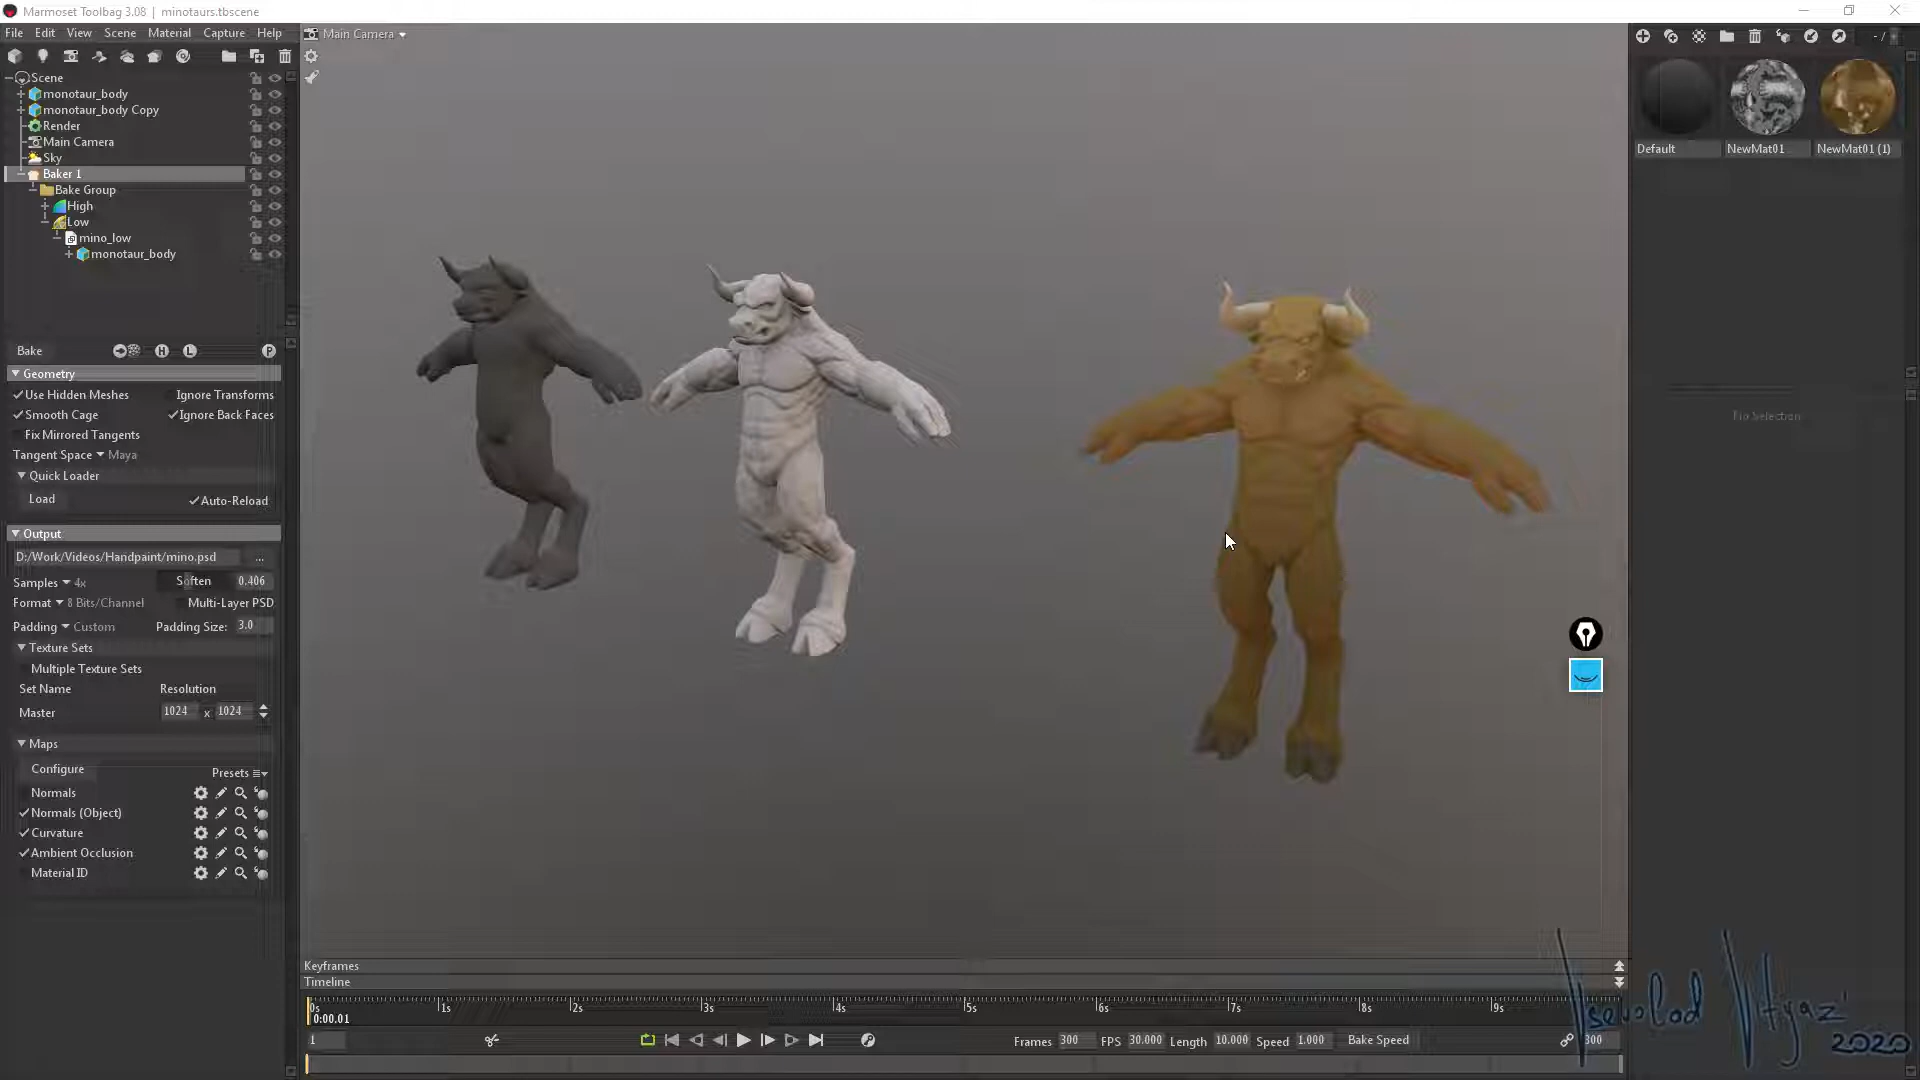 Marmoset Toolbag 3.08 | minotaurs.tbscene
File Edit View Scene Material Capture Help
Main Camera
- /
Scene
monotaur_body
monotaur_body Copy
Render
Main Camera
Sky
Baker 1
Bake Group
High
Low
mino_low
monotaur_body
Default
NewMat01
NewMat01 (1)
No Selection
Bake H L P
Geometry
Use Hidden Meshes Ignore Transforms
Smooth Cage Ignore Back Faces
Fix Mirrored Tangents
Tangent Space Maya
Quick Loader
Load Auto-Reload
Output
D:/Work/Videos/Handpaint/mino.psd ...
Samples 4x Soften 0.406
Format 8 Bits/Channel Multi-Layer PSD
Padding Custom Padding Size: 3.0
Texture Sets
Multiple Texture Sets
Set Name Resolution
Master 1024 x 1024
Maps
Configure Presets
Normals
Normals (Object)
Curvature
Ambient Occlusion
Material ID
Keyframes
Timeline
0s 1s 2s 3s 4s 5s 6s 7s 8s 9s
0:00.01
1 Frames 300 FPS 30.000 Length 10.000 Speed 1.000 Bake Speed 300
2020